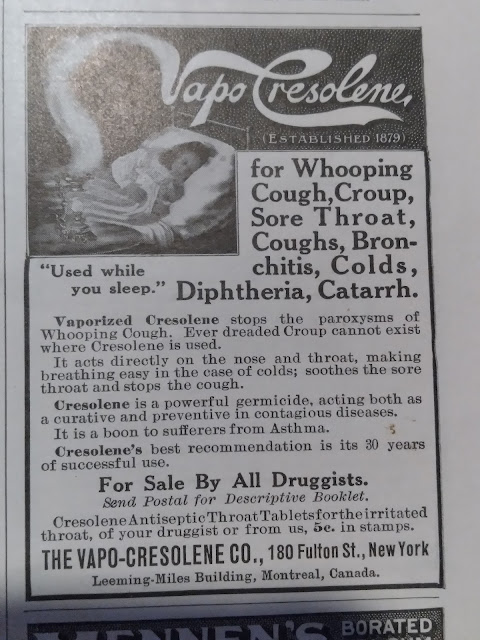 Vapo Cresolene.
(ESTABLISHED 1879)
for Whooping
Cough, Croup,
Sore Throat,
Coughs, Bron-
chitis, Colds,
Diphtheria, Catarrh.
"Used while
you sleep."
Vaporized Cresolene stops the paroxysms of
Whooping Cough. Ever dreaded Croup cannot exist
where Cresolene is used.
It acts directly on the nose and throat, making
breathing easy in the case of colds; soothes the sore
throat and stops the cough.
Cresolene is a powerful germicide, acting both as
a curative and preventive in contagious diseases.
It is a boon to sufferers from Asthma.
Cresolene's best recommendation is its 30 years
of successful use.
For Sale By All Druggists.
Send Postal for Descriptive Booklet.
Cresolene Antiseptic Throat Tablets for the irritated
throat, of your druggist or from us, 5c. in stamps.
THE VAPO-CRESOLENE CO., 180 Fulton St., New York
Leeming-Miles Building, Montreal, Canada.
MENNEN'S BORATED